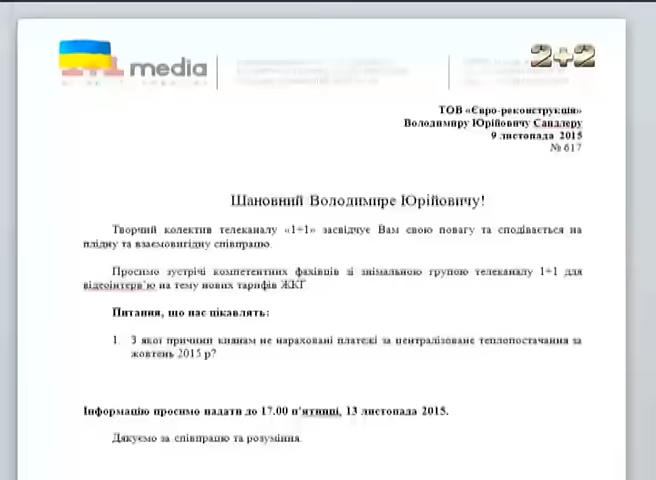 media
2+2
ТОВ «Євро-реконструкція»
Володимиру Юрійовичу Сандлеру
9 листопада 2015
№ 617
Шановний Володимире Юрійовичу!
Творчий колектив телеканалу «1+1» засвідчує Вам свою повагу та сподівається на
плідну та взаємовигідну співпрацю.
Просимо зустрічі компетентних фахівців зі знімальною групою телеканалу 1+1 для
відеоінтерв`ю на тему нових тарифів ЖКГ
Питання, що нас цікавлять:
1. З якої причини киянам не нараховані платежі за централізоване теплопостачання за
жовтень 2015 р?
Інформацію просимо надати до 17.00 п'ятниці, 13 листопада 2015.
Дякуємо за співпрацю та розуміння.